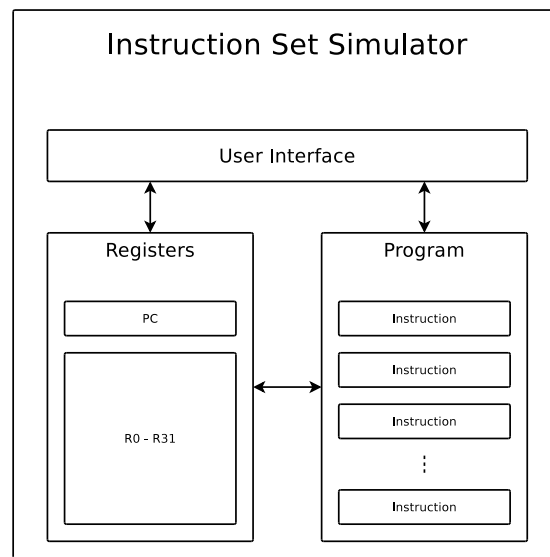 Instruction Set Simulator
User Interface
Registers
PC
R0 - R31
Program
Instruction
Instruction
Instruction
Instruction